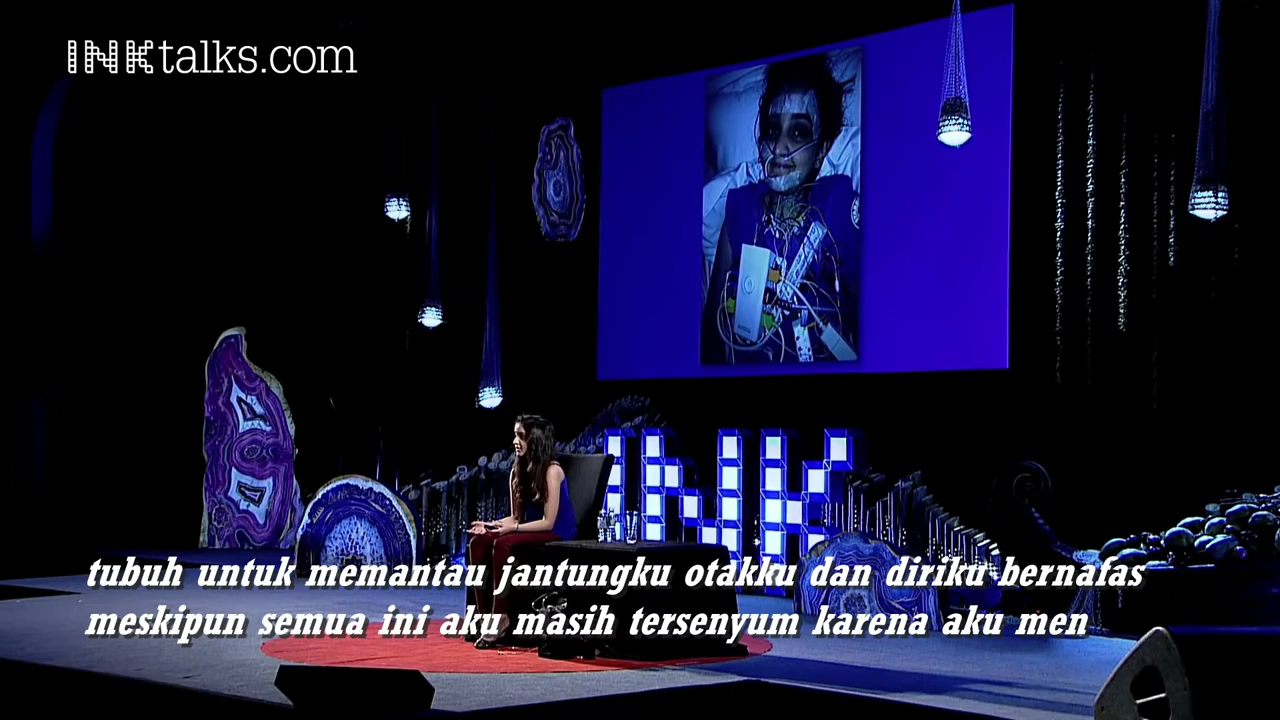 INKtalks.com
INK
tubuh untuk memantau jantungku otakku dan diriku bernafas
meskipun semua ini aku masih tersenyum karena aku men